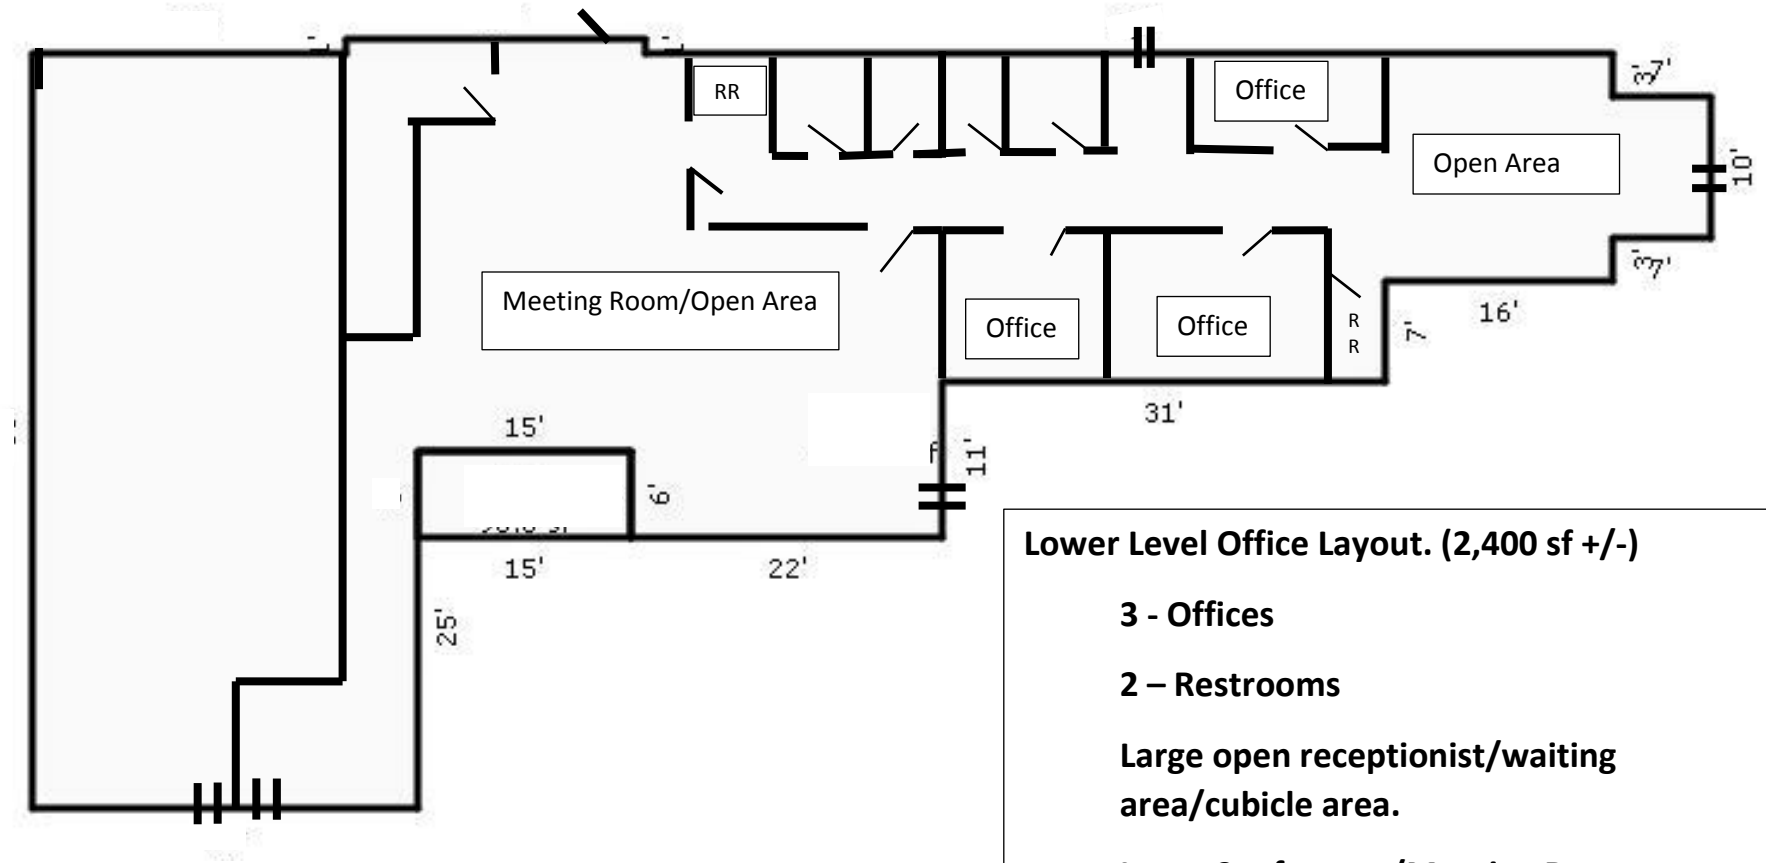 RR
Office
Open Area
3'
7'
10'
3'
7'
16'
7'
R
R
Office
Office
Meeting Room/Open Area
31'
15'
11'
6'
15'
22'
25'
Lower Level Office Layout. (2,400 sf +/-)
3 - Offices
2 – Restrooms
Large open receptionist/waiting
area/cubicle area.